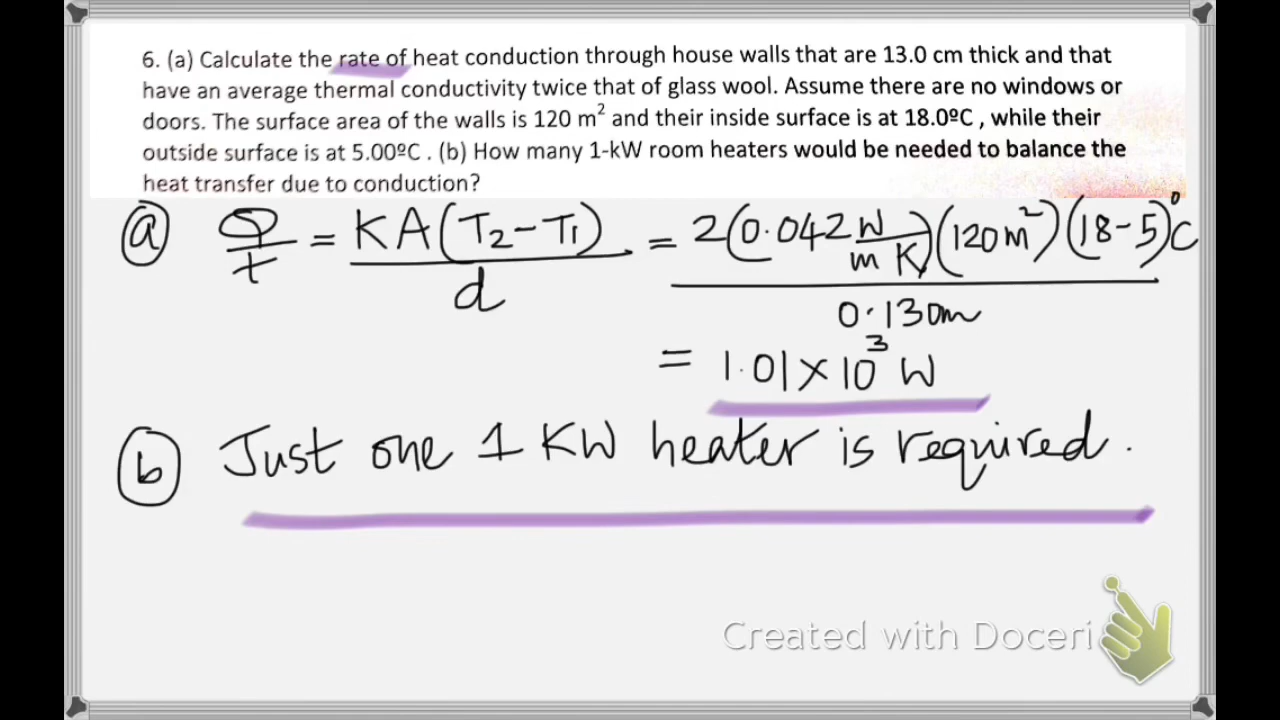 6. (a) Calculate the rate of heat conduction through house walls that are 13.0 cm thick and that
have an average thermal conductivity twice that of glass wool. Assume there are no windows or
doors. The surface area of the walls is 120 m² and their inside surface is at 18.0ºC , while their
outside surface is at 5.00ºC . (b) How many 1-kW room heaters would be needed to balance the
heat transfer due to conduction?
(a) Q/t = KA(T₂-T₁)/d = 2(0.042 W/m K)(120m²)(18-5)°C/0.130m
= 1.01×10³ W
(b) Just one 1 KW heater is required.
Created with Doceri